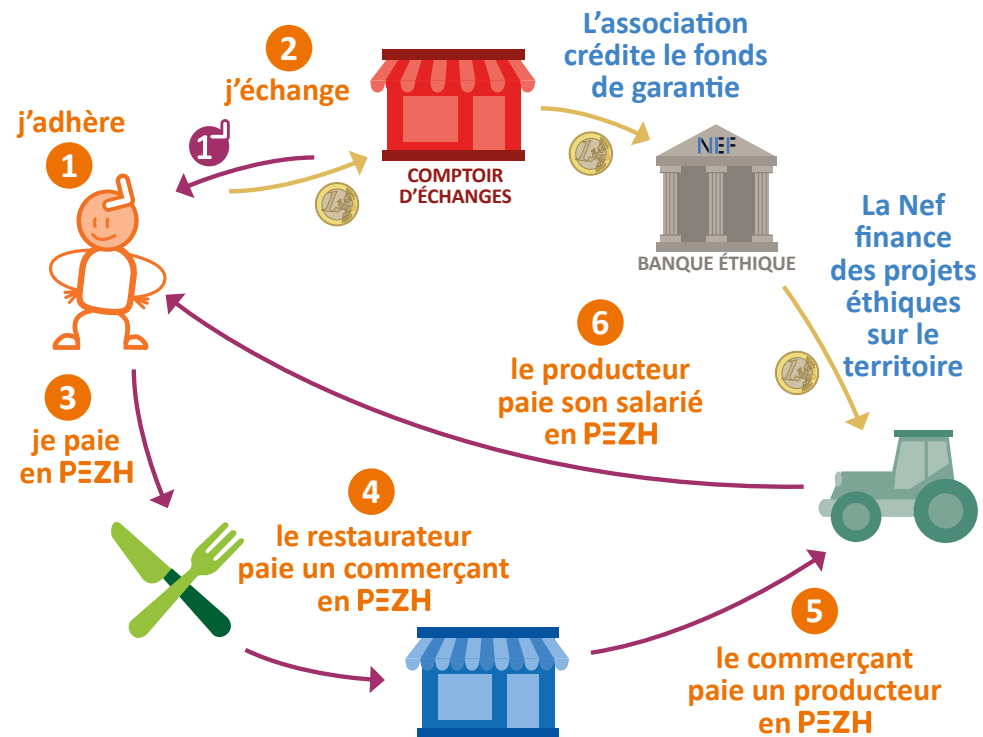 j’adhère
1
2
j’échange
1
COMPTOIR
D’ÉCHANGES
L’association
crédite le fonds
de garantie
NEF
BANQUE ÉTHIQUE
La Nef
finance
des projets
éthiques
sur le
territoire
3
je paie
en PEZH
4
le restaurateur
paie un commerçant
en PEZH
5
le commerçant
paie un producteur
en PEZH
6
le producteur
paie son salarié
en PEZH